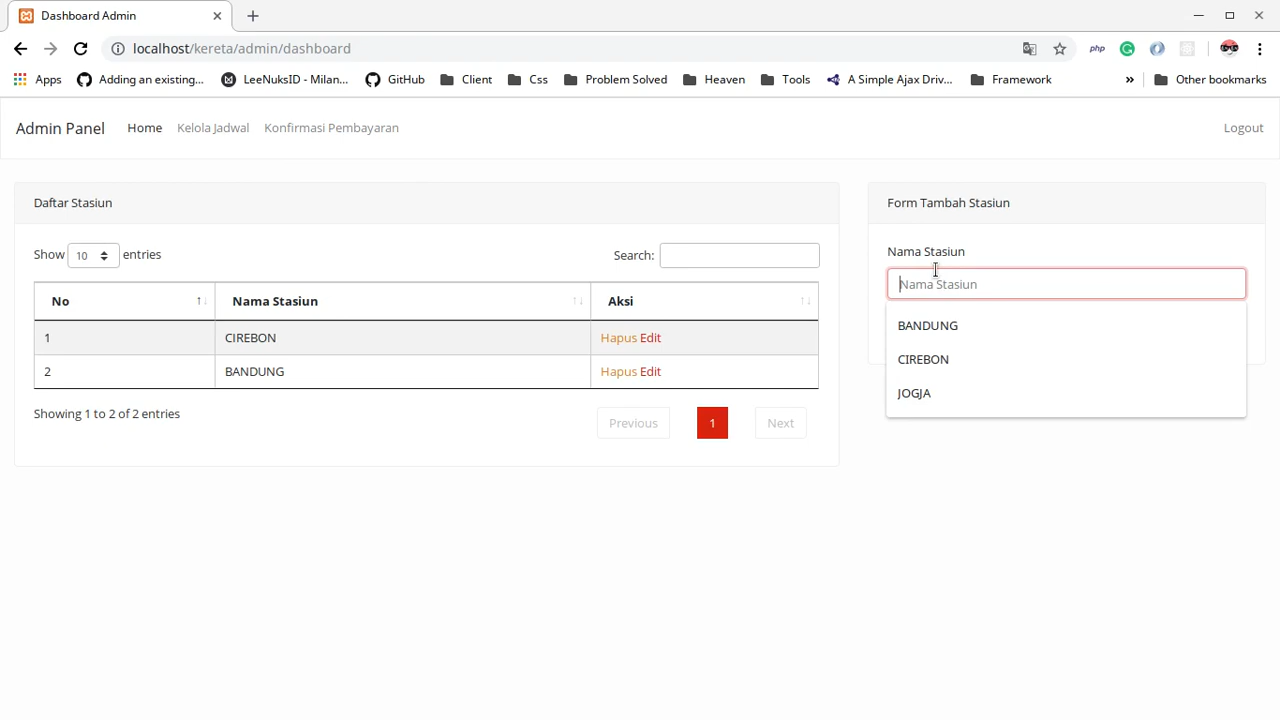 Dashboard Admin
localhost/kereta/admin/dashboard
php
Apps
Adding an existing...
LeeNuksID - Milan...
GitHub
Client
Css
Problem Solved
Heaven
Tools
A Simple Ajax Driv...
Framework
»
Other bookmarks
Admin Panel
Home
Kelola Jadwal
Konfirmasi Pembayaran
Logout
Daftar Stasiun
Show 10 entries
Search:
No
Nama Stasiun
Aksi
1
CIREBON
Hapus Edit
2
BANDUNG
Hapus Edit
Showing 1 to 2 of 2 entries
Previous
1
Next
Form Tambah Stasiun
Nama Stasiun
Nama Stasiun
BANDUNG
CIREBON
JOGJA